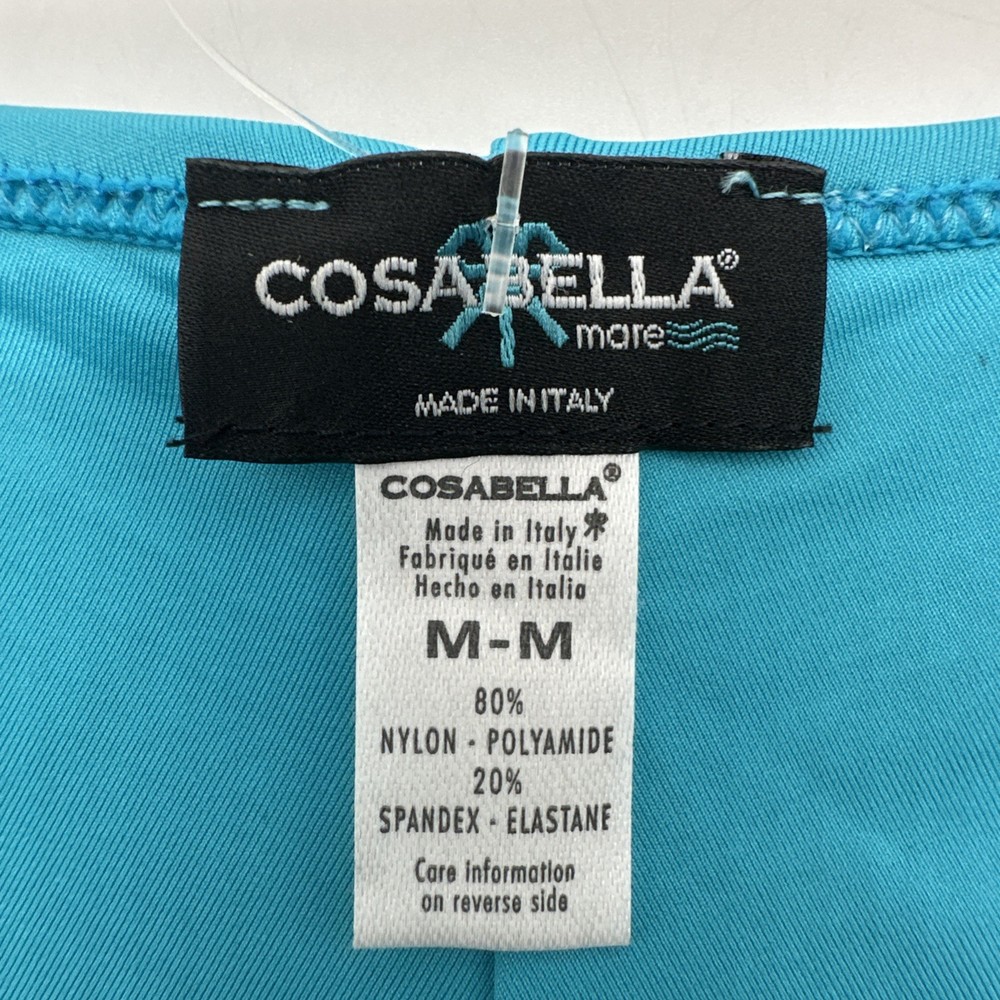 COSABELLA®
mare
MADE IN ITALY
COSABELLA®
Made in Italy
Fabriqué en Italie
Hecho en Italia
M - M
80%
NYLON - POLYAMIDE
20%
SPANDEX - ELASTANE
Care information
on reverse side